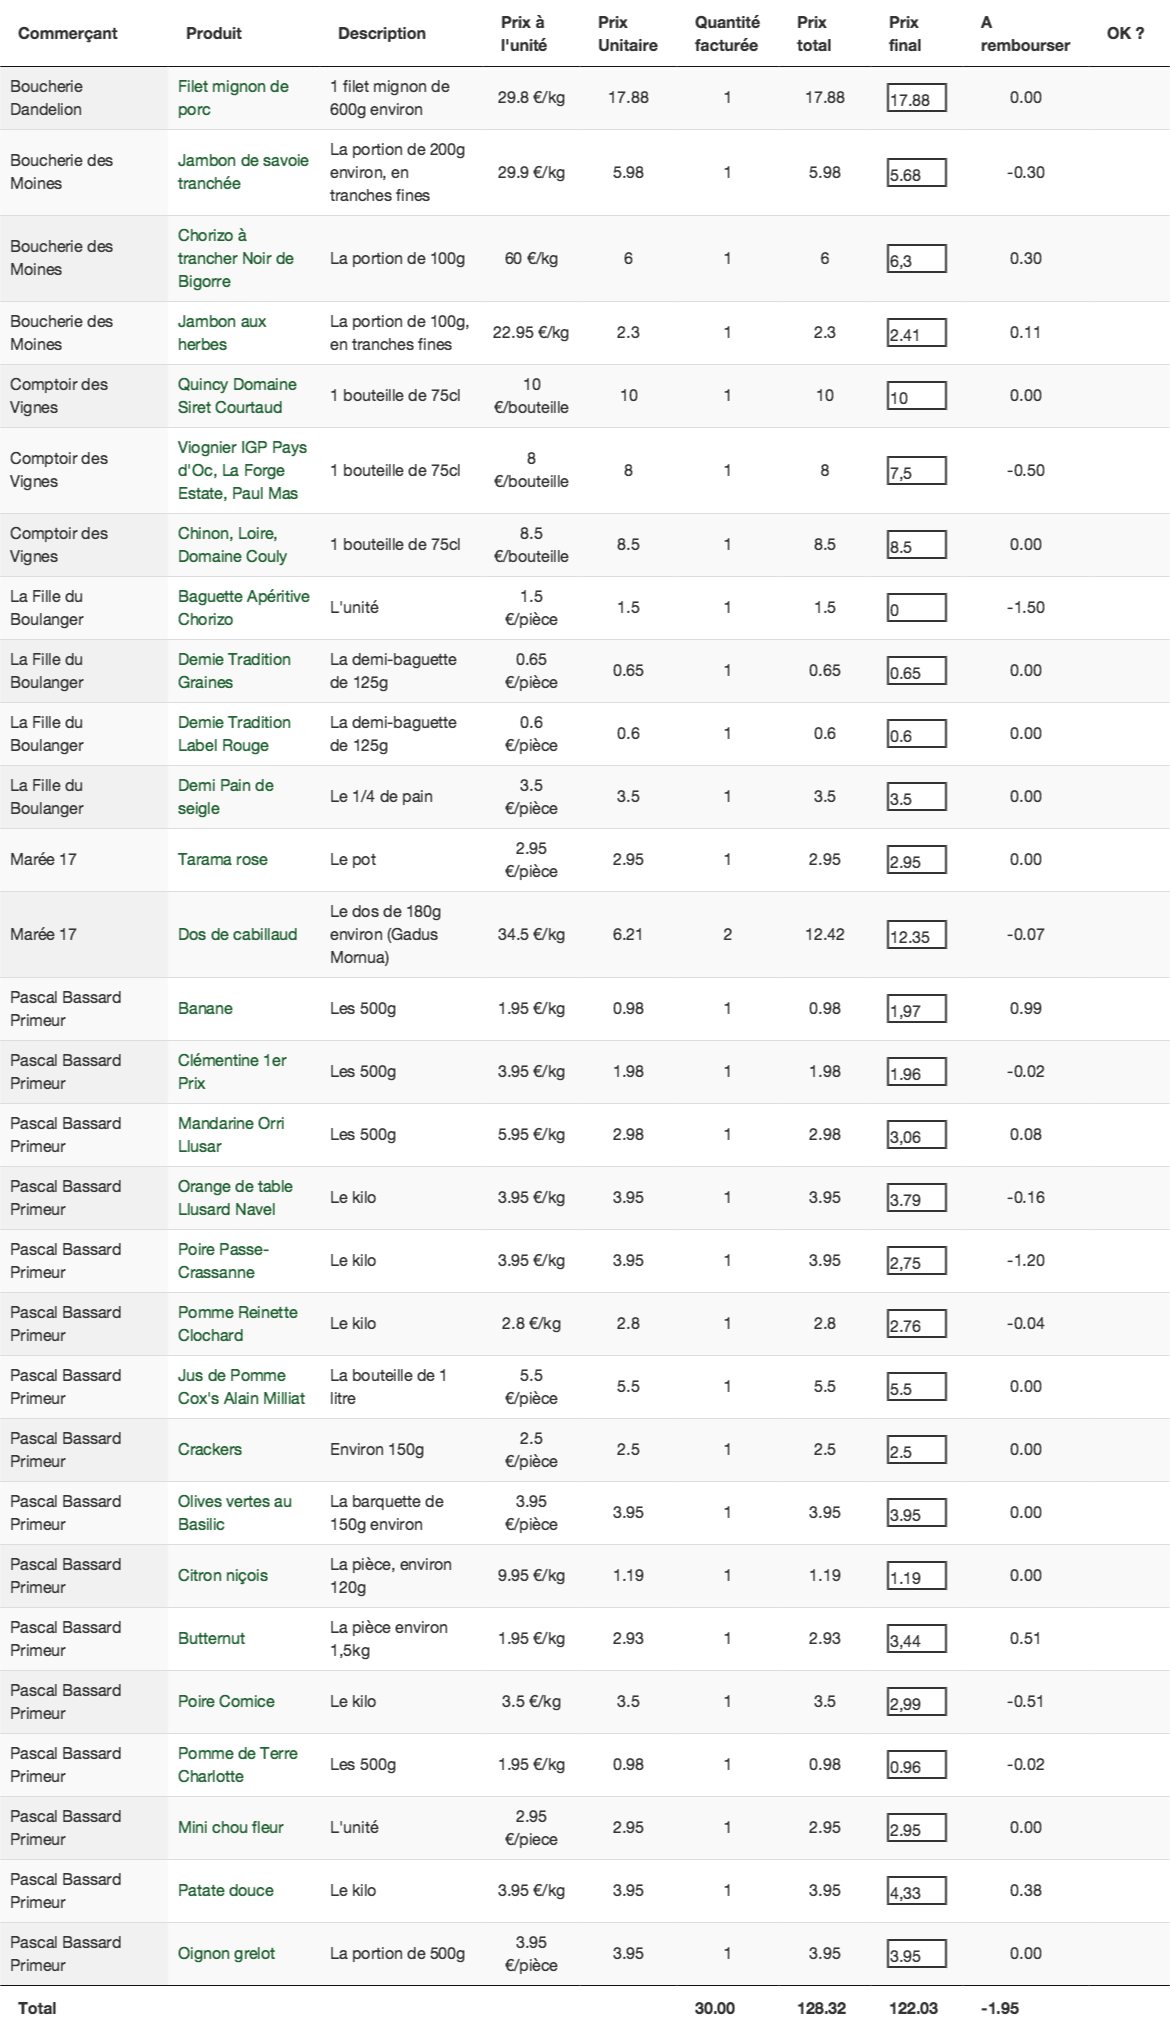 Commerçant Produit Description Prix à l'unité Prix Unitaire Quantité facturée Prix total Prix final A rembourser OK ?
Boucherie Dandelion Filet mignon de porc 1 filet mignon de 600g environ 29.8 €/kg 17.88 1 17.88 17.88 0.00
Boucherie des Moines Jambon de savoie tranchée La portion de 200g environ, en tranches fines 29.9 €/kg 5.98 1 5.98 5.68 -0.30
Boucherie des Moines Chorizo à trancher Noir de Bigorre La portion de 100g 60 €/kg 6 1 6 6,3 0.30
Boucherie des Moines Jambon aux herbes La portion de 100g, en tranches fines 22.95 €/kg 2.3 1 2.3 2.41 0.11
Comptoir des Vignes Quincy Domaine Siret Courtaud 1 bouteille de 75cl 10 €/bouteille 10 1 10 10 0.00
Comptoir des Vignes Viognier IGP Pays d'Oc, La Forge Estate, Paul Mas 1 bouteille de 75cl 8 €/bouteille 8 1 8 7,5 -0.50
Comptoir des Vignes Chinon, Loire, Domaine Couly 1 bouteille de 75cl 8.5 €/bouteille 8.5 1 8.5 8.5 0.00
La Fille du Boulanger Baguette Apéritive Chorizo L'unité 1.5 €/pièce 1.5 1 1.5 0 -1.50
La Fille du Boulanger Demie Tradition Graines La demi-baguette de 125g 0.65 €/pièce 0.65 1 0.65 0.65 0.00
La Fille du Boulanger Demie Tradition Label Rouge La demi-baguette de 125g 0.6 €/pièce 0.6 1 0.6 0.6 0.00
La Fille du Boulanger Demi Pain de seigle Le 1/4 de pain 3.5 €/pièce 3.5 1 3.5 3.5 0.00
Marée 17 Tarama rose Le pot 2.95 €/pièce 2.95 1 2.95 2.95 0.00
Marée 17 Dos de cabillaud Le dos de 180g environ (Gadus Mornua) 34.5 €/kg 6.21 2 12.42 12.35 -0.07
Pascal Bassard Primeur Banane Les 500g 1.95 €/kg 0.98 1 0.98 1,97 0.99
Pascal Bassard Primeur Clémentine 1er Prix Les 500g 3.95 €/kg 1.98 1 1.98 1.96 -0.02
Pascal Bassard Primeur Mandarine Orri Llusar Les 500g 5.95 €/kg 2.98 1 2.98 3,06 0.08
Pascal Bassard Primeur Orange de table Llusard Navel Le kilo 3.95 €/kg 3.95 1 3.95 3.79 -0.16
Pascal Bassard Primeur Poire Passe-Crassanne Le kilo 3.95 €/kg 3.95 1 3.95 2,75 -1.20
Pascal Bassard Primeur Pomme Reinette Clochard Le kilo 2.8 €/kg 2.8 1 2.8 2.76 -0.04
Pascal Bassard Primeur Jus de Pomme Cox's Alain Milliat La bouteille de 1 litre 5.5 €/pièce 5.5 1 5.5 5.5 0.00
Pascal Bassard Primeur Crackers Environ 150g 2.5 €/pièce 2.5 1 2.5 2.5 0.00
Pascal Bassard Primeur Olives vertes au Basilic La barquette de 150g environ 3.95 €/pièce 3.95 1 3.95 3.95 0.00
Pascal Bassard Primeur Citron niçois La pièce, environ 120g 9.95 €/kg 1.19 1 1.19 1.19 0.00
Pascal Bassard Primeur Butternut La pièce environ 1,5kg 1.95 €/kg 2.93 1 2.93 3,44 0.51
Pascal Bassard Primeur Poire Comice Le kilo 3.5 €/kg 3.5 1 3.5 2,99 -0.51
Pascal Bassard Primeur Pomme de Terre Charlotte Les 500g 1.95 €/kg 0.98 1 0.98 0.96 -0.02
Pascal Bassard Primeur Mini chou fleur L'unité 2.95 €/piece 2.95 1 2.95 2.95 0.00
Pascal Bassard Primeur Patate douce Le kilo 3.95 €/kg 3.95 1 3.95 4,33 0.38
Pascal Bassard Primeur Oignon grelot La portion de 500g 3.95 €/pièce 3.95 1 3.95 3.95 0.00
Total 30.00 128.32 122.03 -1.95